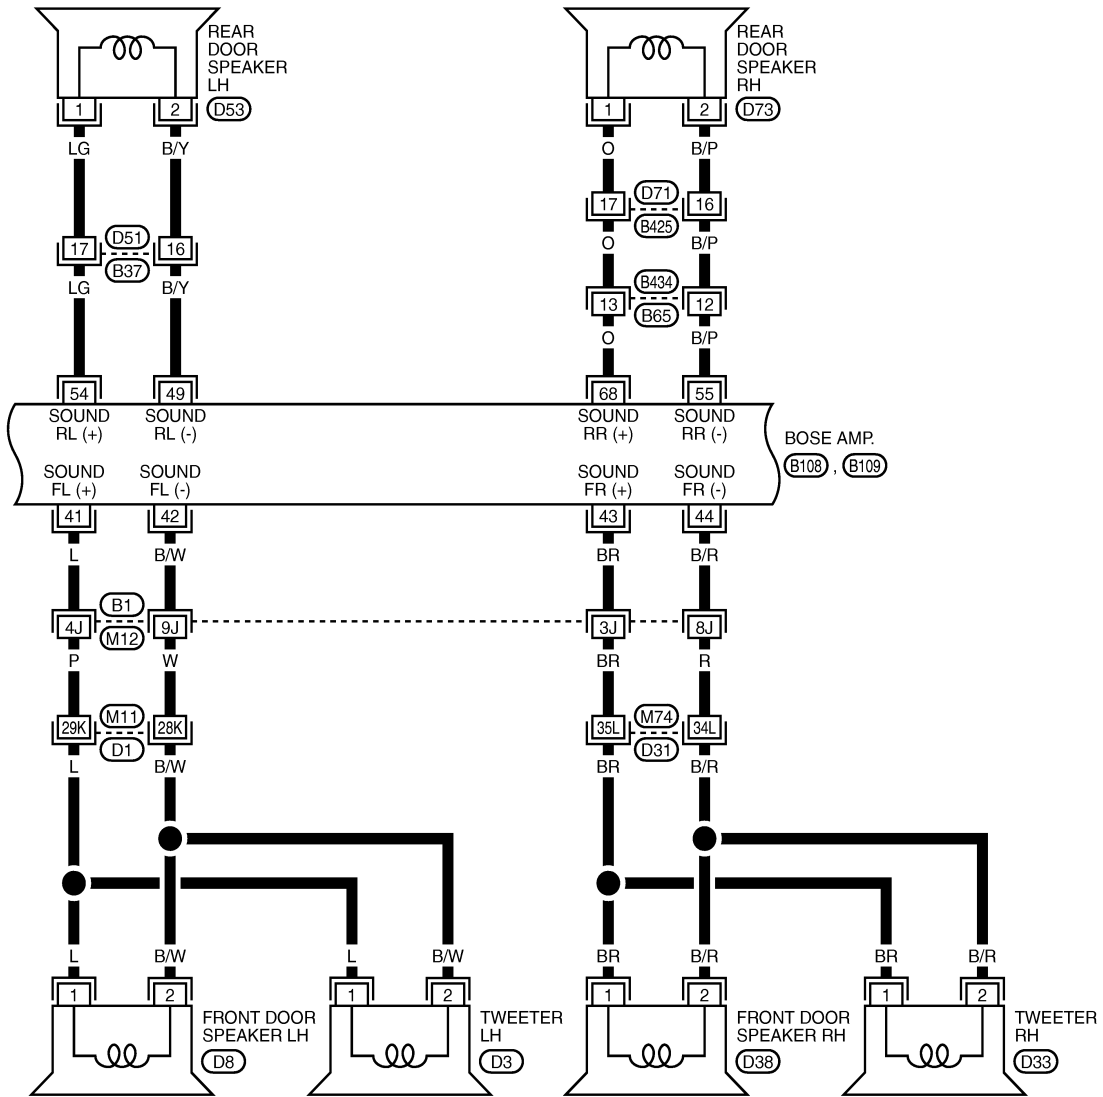 REAR
DOOR
SPEAKER
LH
D53
1
2
REAR
DOOR
SPEAKER
RH
D73
1
2
LG
B/Y
O
B/P
17
D71
16
B425
17
D51
16
B37
O
B/P
LG
B/Y
13
B434
12
B65
O
B/P
54
49
68
55
SOUND
RL (+)
SOUND
RL (-)
SOUND
RR (+)
SOUND
RR (-)
BOSE AMP.
B108 , B109
SOUND
FL (+)
SOUND
FL (-)
SOUND
FR (+)
SOUND
FR (-)
41
42
43
44
L
B/W
BR
B/R
4J
B1
9J
M12
3J
8J
P
W
BR
R
29K
M11
28K
D1
35L
M74
34L
D31
L
B/W
BR
B/R
L
B/W
L
B/W
BR
B/R
BR
B/R
1
2
1
2
1
2
1
2
FRONT DOOR
SPEAKER LH
D8
TWEETER
LH
D3
FRONT DOOR
SPEAKER RH
D38
TWEETER
RH
D33